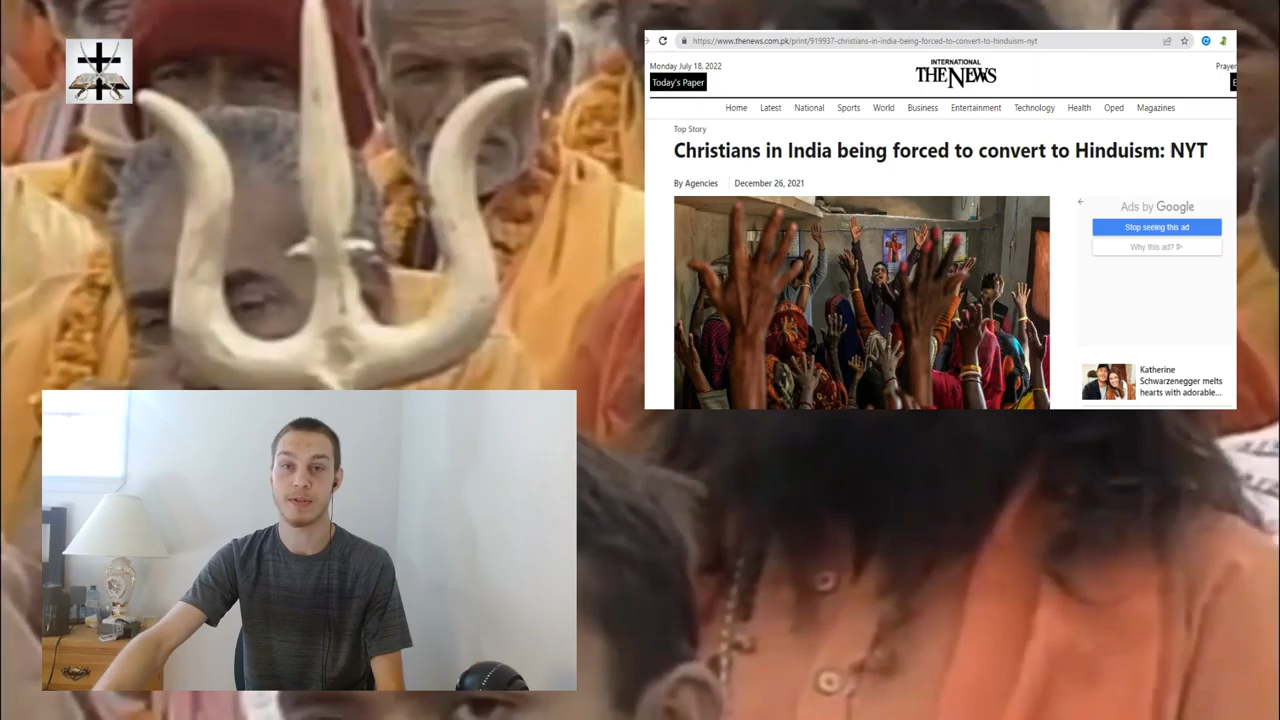 https://www.thenews.com.pk/print/919937-christians-in-india-being-forced-to-convert-to-hinduism-nyt
Monday July 18, 2022
INTERNATIONAL
THE NEWS
Prayer
Today's Paper
E
Home Latest National Sports World Business Entertainment Technology Health Oped Magazines
Top Story
Christians in India being forced to convert to Hinduism: NYT
By Agencies December 26, 2021
Ads by Google
Stop seeing this ad
Why this ad?
Katherine
Schwarzenegger melts
hearts with adorable...